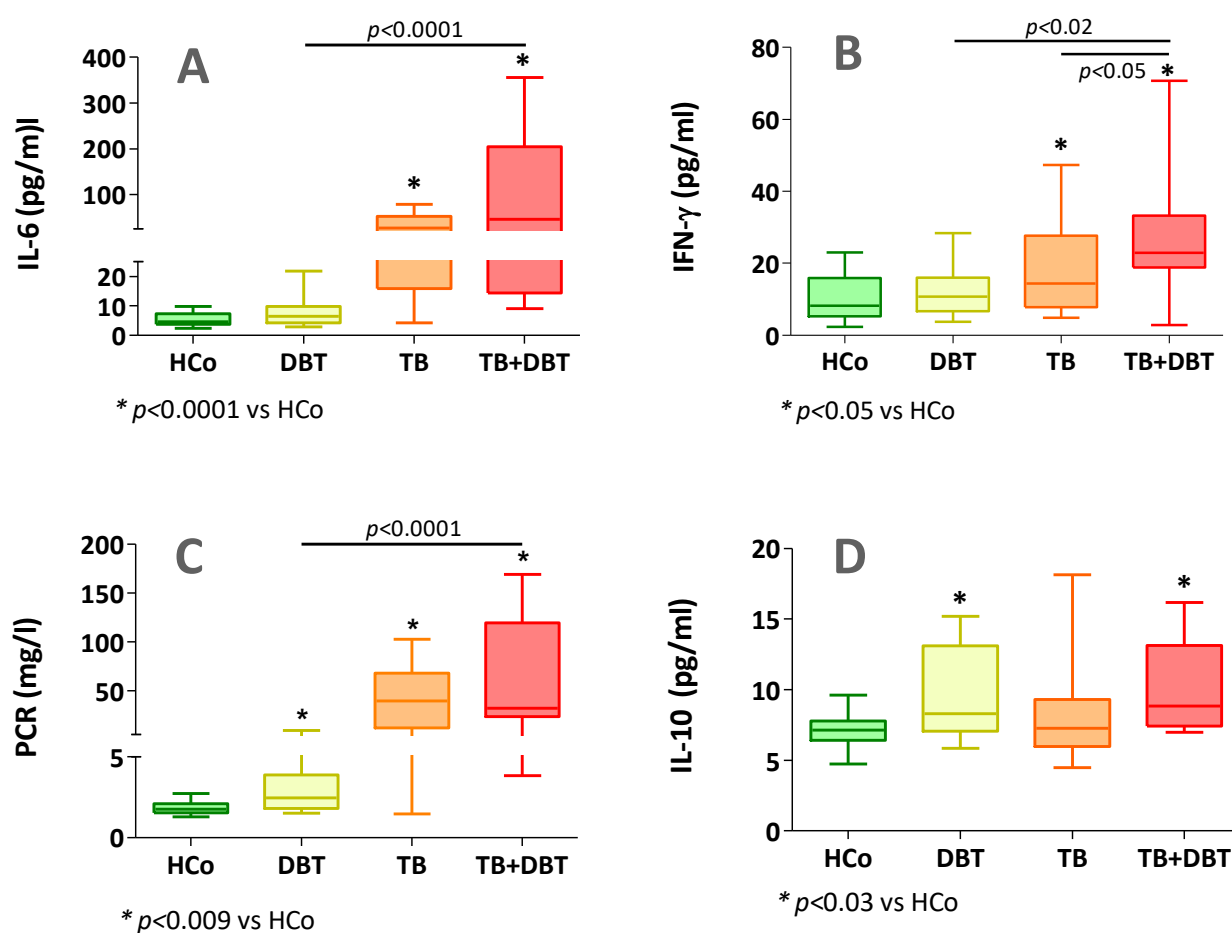 p<0.0001
A
*
*
400
300
200
100
20
10
0
IL-6 (pg/m)l
HCo DBT TB TB+DBT
* p<0.0001 vs HCo
p<0.02
p<0.05
B
*
*
80
60
40
20
0
IFN-γ (pg/ml)
HCo DBT TB TB+DBT
* p<0.05 vs HCo
p<0.0001
C
*
*
*
200
150
100
50
5
0
PCR (mg/l)
HCo DBT TB TB+DBT
* p<0.009 vs HCo
D
*
*
20
15
10
5
0
IL-10 (pg/ml)
HCo DBT TB TB+DBT
* p<0.03 vs HCo